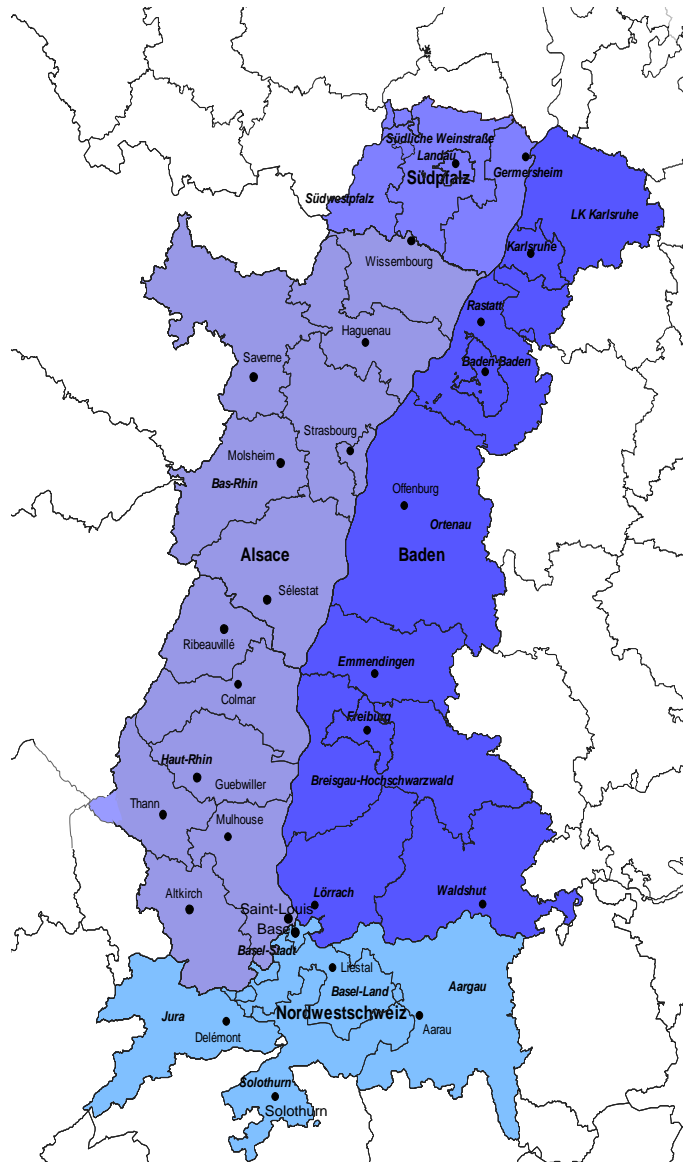 Südliche Weinstraße
Landau
Südpfalz
Germersheim
Südwestpfalz
LK Karlsruhe
Karlsruhe
Wissembourg
Rastatt
Haguenau
Saverne
Baden-Baden
Strasbourg
Molsheim
Bas-Rhin
Offenburg
Ortenau
Alsace
Baden
Sélestat
Ribeauvillé
Emmendingen
Colmar
Freiburg
Haut-Rhin
Guebwiller
Breisgau-Hochschwarzwald
Thann
Mulhouse
Altkirch
Lörrach
Waldshut
Saint-Louis
Basel
Basel-Stadt
Liestal
Basel-Land
Aargau
Jura
Nordwestschweiz
Delémont
Aarau
Solothurn
Solothurn